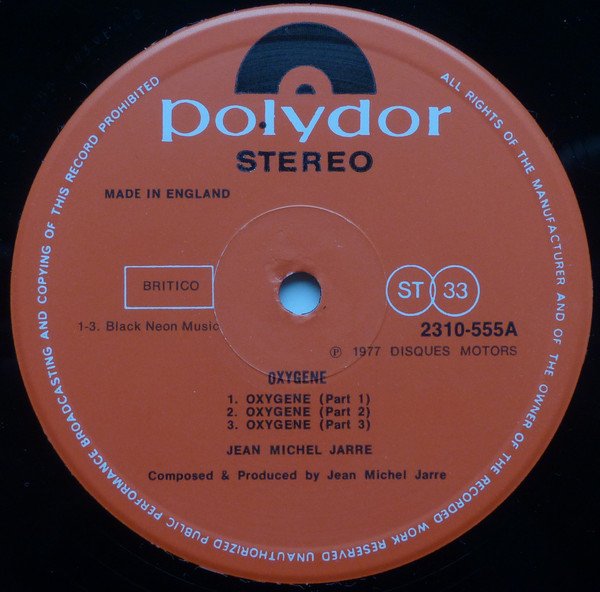 polydor
STEREO
MADE IN ENGLAND
BRITICO
ST 33
1-3. Black Neon Music
2310-555A
℗ 1977 DISQUES MOTORS
OXYGENE
1. OXYGENE (Part 1)
2. OXYGENE (Part 2)
3. OXYGENE (Part 3)
JEAN MICHEL JARRE
Composed & Produced by Jean Michel Jarre
ALL RIGHTS OF THE MANUFACTURER AND OF THE OWNER OF THE RECORDED WORK RESERVED UNAUTHORIZED PUBLIC PERFORMANCE BROADCASTING AND COPYING OF THIS RECORD PROHIBITED